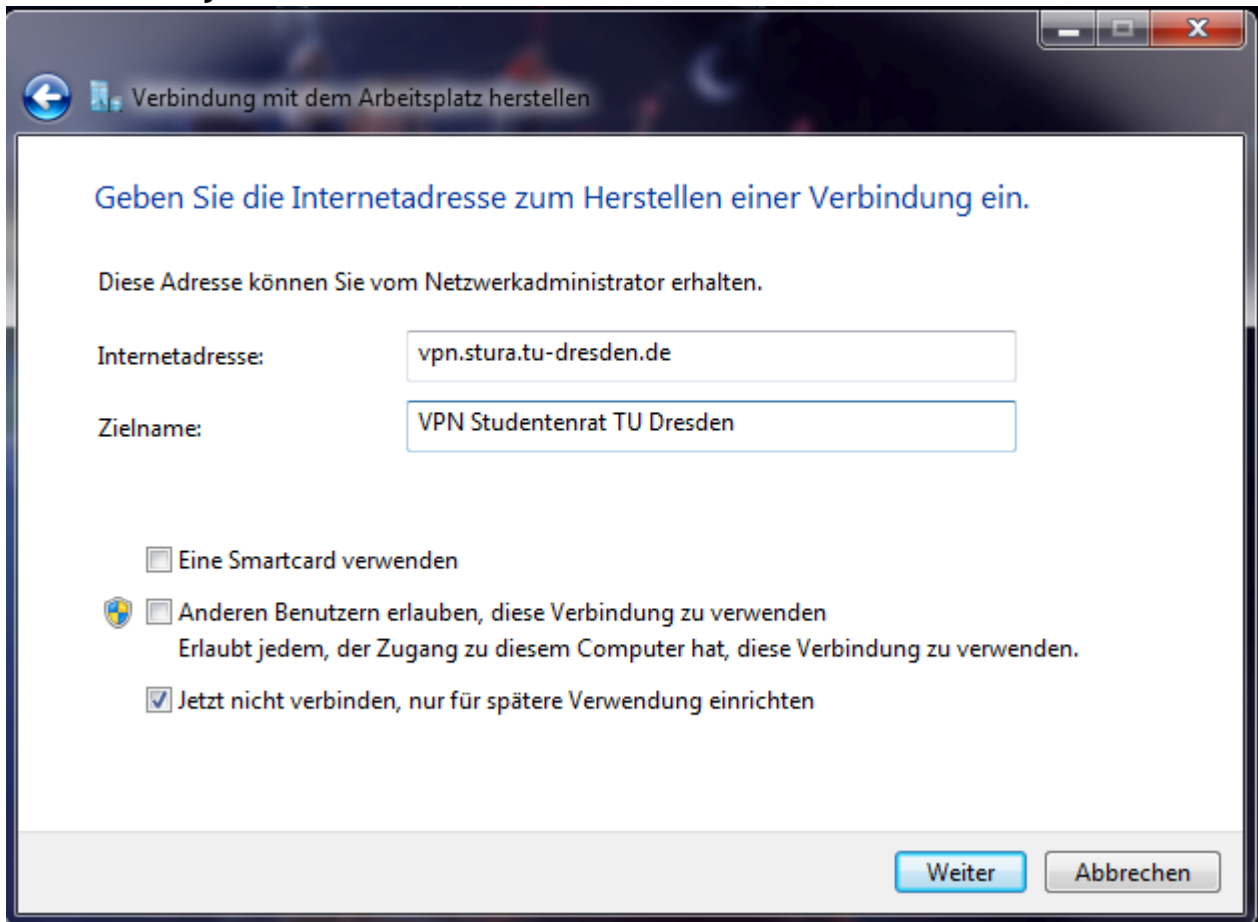 Verbindung mit dem Arbeitsplatz herstellen
Geben Sie die Internetadresse zum Herstellen einer Verbindung ein.
Diese Adresse können Sie vom Netzwerkadministrator erhalten.
Internetadresse: vpn.stura.tu-dresden.de
Zielname: VPN Studentenrat TU Dresden
Eine Smartcard verwenden
Anderen Benutzern erlauben, diese Verbindung zu verwenden
Erlaubt jedem, der Zugang zu diesem Computer hat, diese Verbindung zu verwenden.
Jetzt nicht verbinden, nur für spätere Verwendung einrichten
Weiter Abbrechen